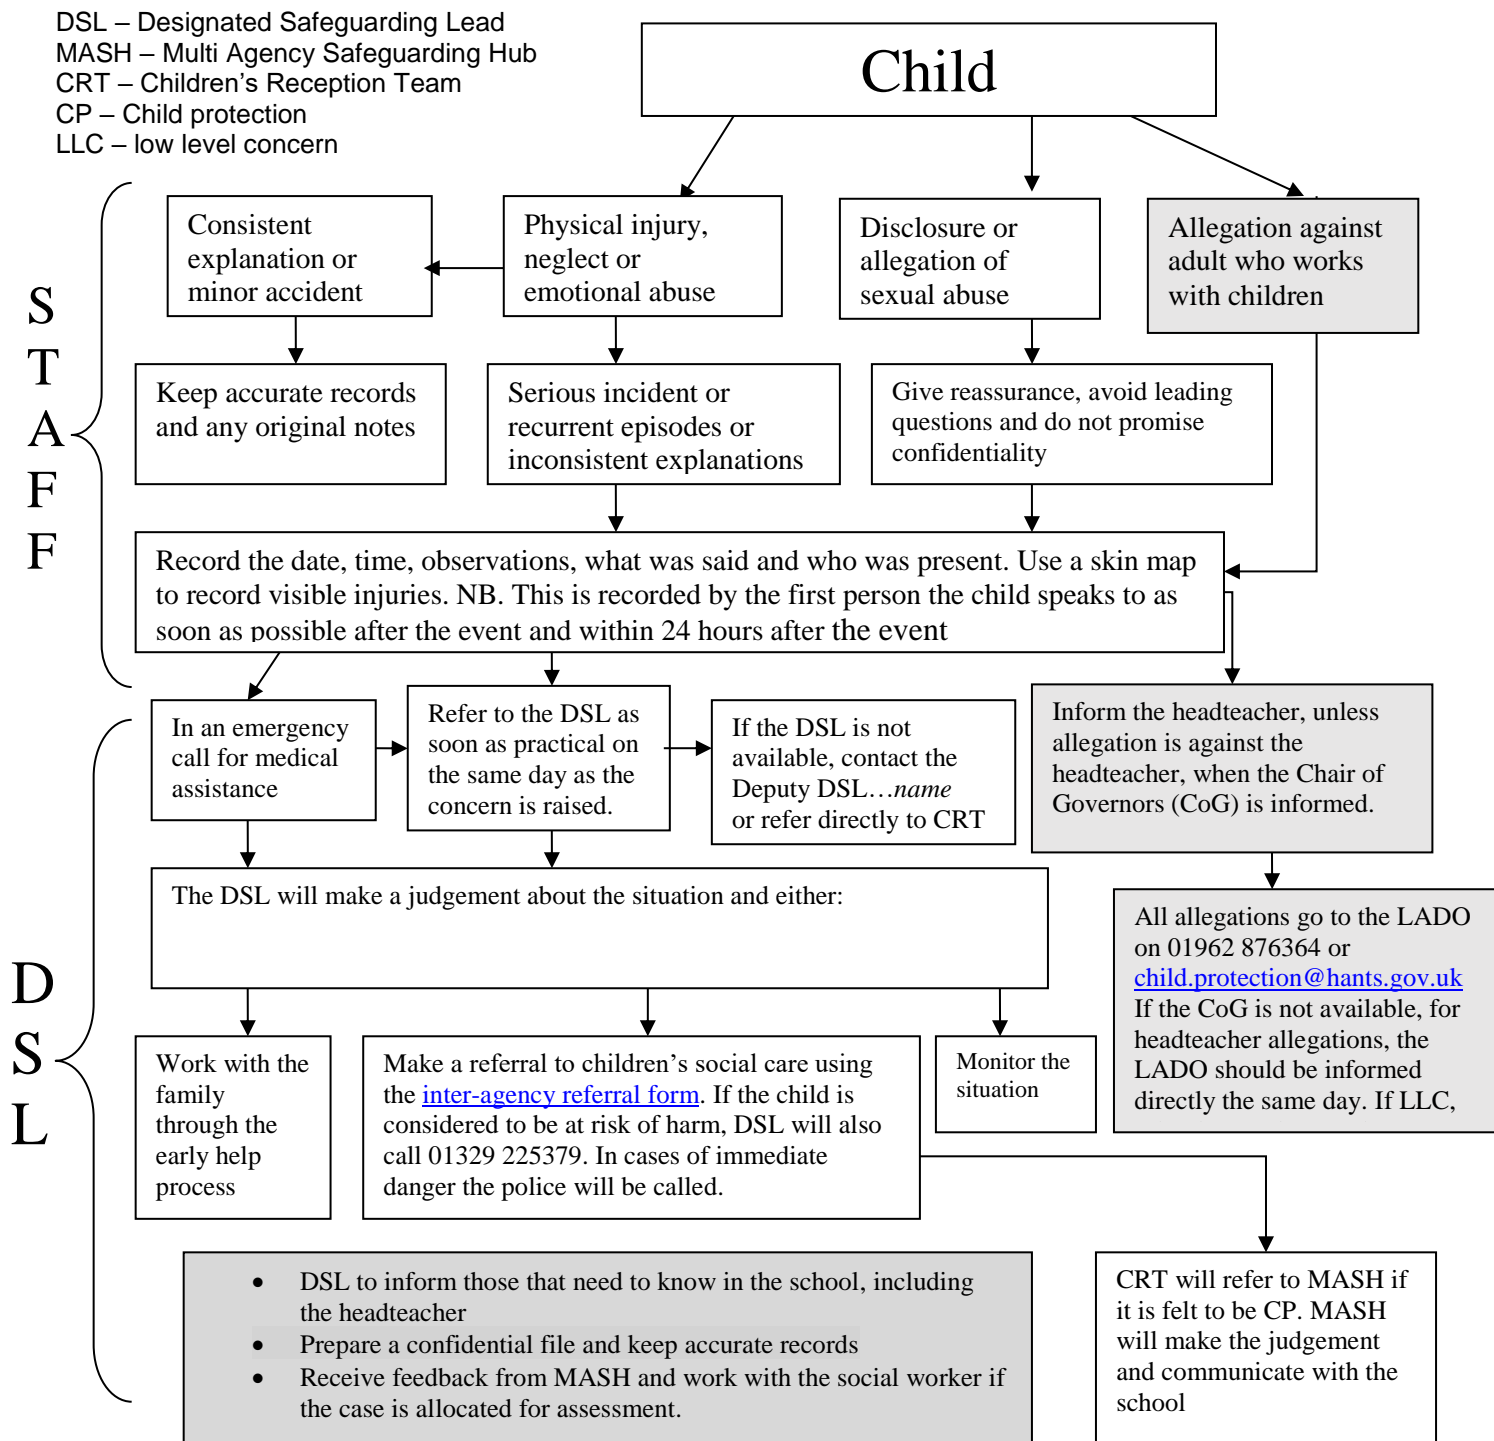 DSL – Designated Safeguarding Lead
MASH – Multi Agency Safeguarding Hub
CRT – Children's Reception Team
CP – Child protection
LLC – low level concern
Child
S
T
A
F
F
Consistent
explanation or
minor accident
Physical injury,
neglect or
emotional abuse
Disclosure or
allegation of
sexual abuse
Allegation against
adult who works
with children
Keep accurate records
and any original notes
Serious incident or
recurrent episodes or
inconsistent explanations
Give reassurance, avoid leading
questions and do not promise
confidentiality
Record the date, time, observations, what was said and who was present. Use a skin map
to record visible injuries. NB. This is recorded by the first person the child speaks to as
soon as possible after the event and within 24 hours after the event
D
S
L
In an emergency
call for medical
assistance
Refer to the DSL as
soon as practical on
the same day as the
concern is raised.
If the DSL is not
available, contact the
Deputy DSL…name
or refer directly to CRT
Inform the headteacher, unless
allegation is against the
headteacher, when the Chair of
Governors (CoG) is informed.
The DSL will make a judgement about the situation and either:
All allegations go to the LADO
on 01962 876364 or
child.protection@hants.gov.uk
If the CoG is not available, for
headteacher allegations, the
LADO should be informed
directly the same day. If LLC,
Work with the
family
through the
early help
process
Make a referral to children's social care using
the inter-agency referral form. If the child is
considered to be at risk of harm, DSL will also
call 01329 225379. In cases of immediate
danger the police will be called.
Monitor the
situation
• DSL to inform those that need to know in the school, including
the headteacher
• Prepare a confidential file and keep accurate records
• Receive feedback from MASH and work with the social worker if
the case is allocated for assessment.
CRT will refer to MASH if
it is felt to be CP. MASH
will make the judgement
and communicate with the
school